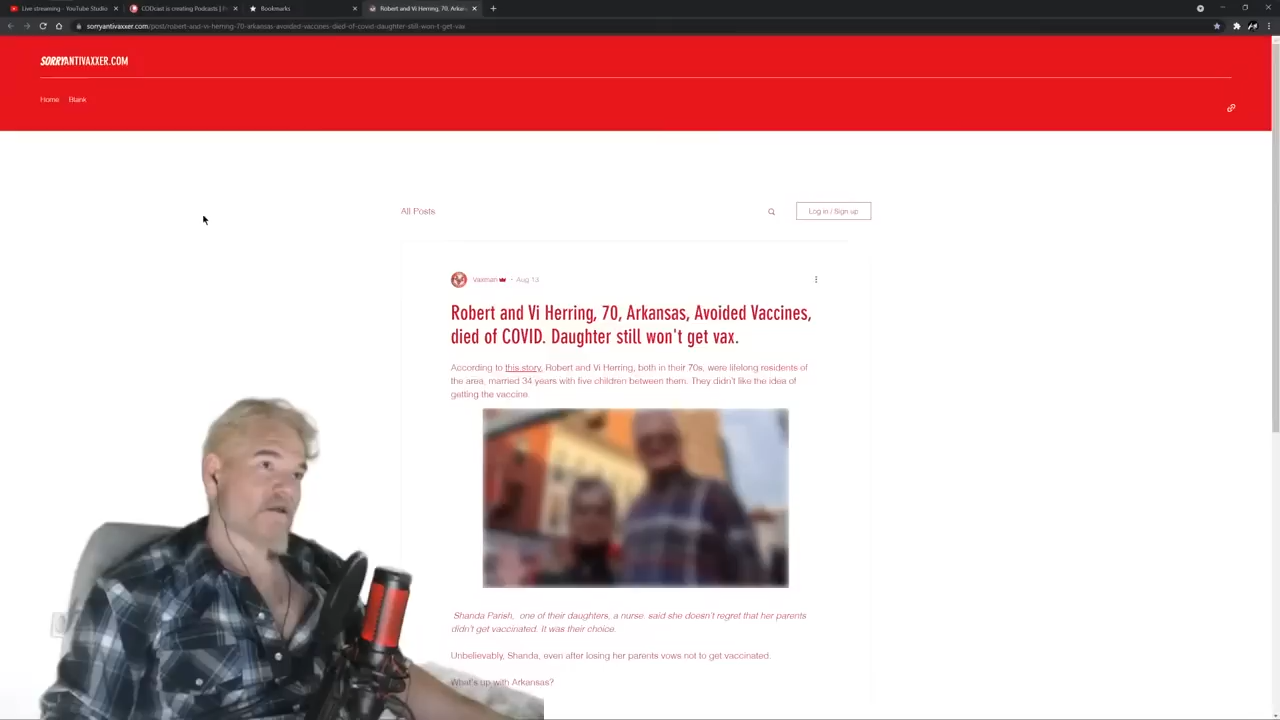 Live streaming - YouTube Studio
CODcast is creating Podcasts | P
Bookmarks
Robert and Vi Herring, 70, Arkan
sorryantivaxxer.com/post/robert-and-vi-herring-70-arkansas-avoided-vaccines-died-of-covid-daughter-still-won-t-get-vax
SORRYANTIVAXXER.COM
Home Blank
All Posts
Log in / Sign up
Vaxman · Aug 13
Robert and Vi Herring, 70, Arkansas, Avoided Vaccines,
died of COVID. Daughter still won't get vax.
According to this story, Robert and Vi Herring, both in their 70s, were lifelong residents of
the area, married 34 years with five children between them. They didn't like the idea of
getting the vaccine.
Shanda Parish, one of their daughters, a nurse, said she doesn't regret that her parents
didn't get vaccinated. It was their choice.
Unbelievably, Shanda, even after losing her parents vows not to get vaccinated.
What's up with Arkansas?